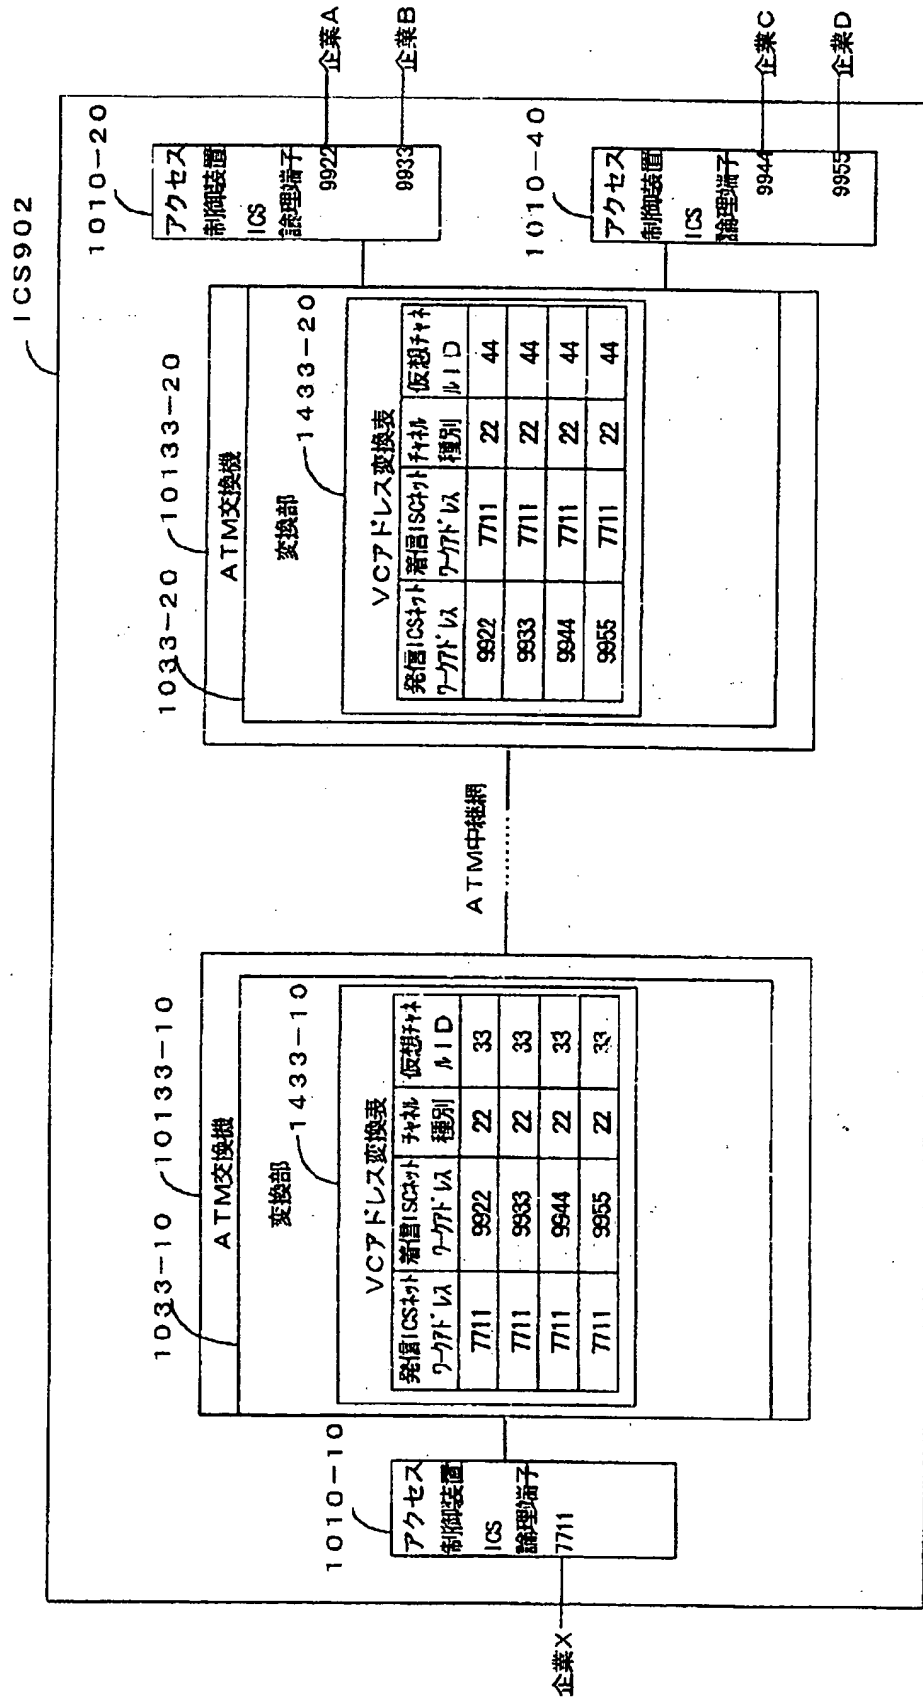 ICS902
1010-10
アクセス
制御装置
ICS
論理端子
7711
企業X
1033-10
10133-10
ATM交換機
変換部
1433-10
VCアドレス変換表
発信ICSネット 着信ISCネット チャネル 仮想チャネ
ワークアドレス ワークアドレス 種別 ルID
7711 9922 22 33
7711 9933 22 33
7711 9944 22 33
7711 9955 22 33
ATM中継網
1033-20
10133-20
ATM交換機
変換部
1433-20
VCアドレス変換表
発信ICSネット 着信ISCネット チャネル 仮想チャネ
ワークアドレス ワークアドレス 種別 ルID
9922 7711 22 44
9933 7711 22 44
9944 7711 22 44
9955 7711 22 44
1010-20
アクセス
制御装置
ICS
論理端子
9922
企業A
9933
企業B
1010-40
アクセス
制御装置
ICS
論理端子
9944
企業C
9955
企業D